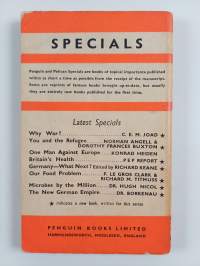 SPECIALS
Penguin and Pelican Specials are books of topical importance published
within as short a time as possible from the receipt of the manuscript.
Some are reprints of famous books brought up-to-date, but usually
they are entirely new books published for the first time.
Latest Specials
Why War? C. E. M. JOAD ★
You and the Refugee NORMAN ANGELL &
DOROTHY FRANCES BUXTON ★
One Man Against Europe KONRAD HEIDEN
Britain's Health PEP REPORT ★
Germany—What Next? Edited by RICHARD KEANE ★
Our Food Problem F. LE GROS CLARK &
RICHARD M. TITMUSS ★
Microbes by the Million DR. HUGH NICOL ★
The New German Empire DR. BORKENAU ★
★ indicates a new book written for this series
PENGUIN BOOKS LIMITED
HARMONDSWORTH, MIDDLESEX, ENGLAND